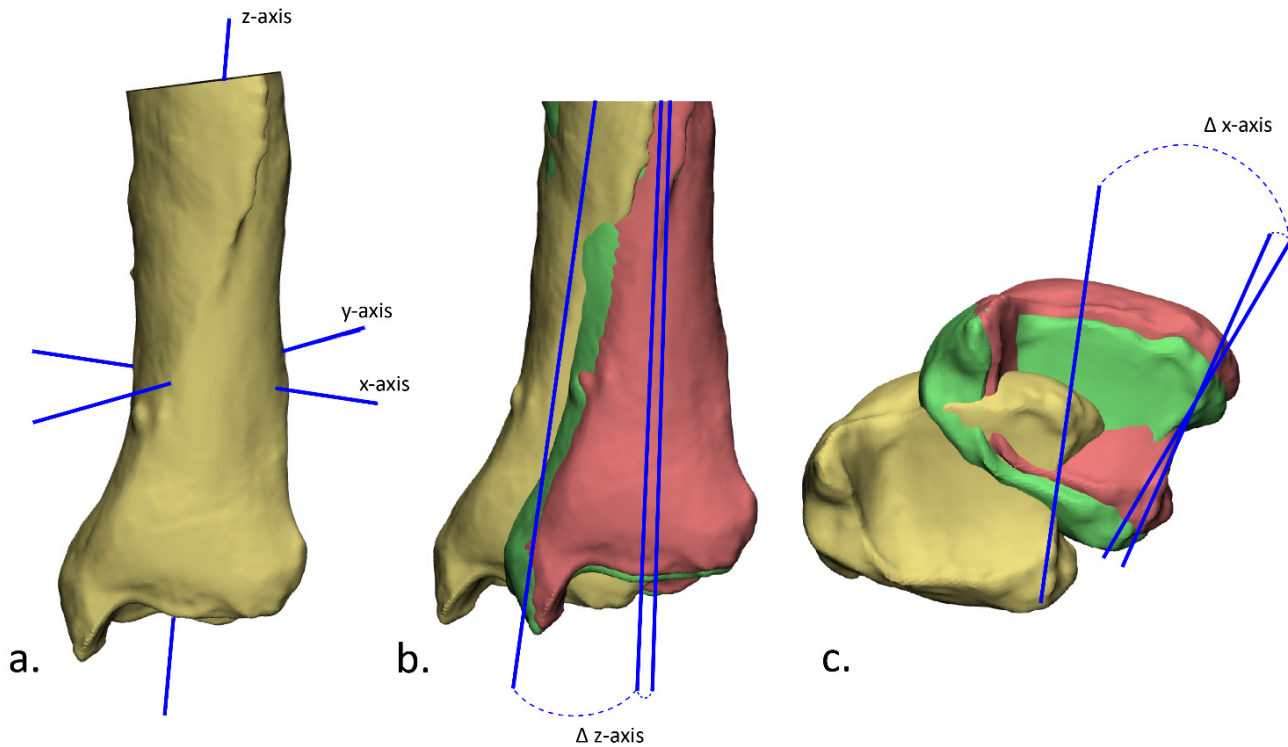 z-axis
y-axis
x-axis
a.
b.
Δ z-axis
Δ x-axis
c.